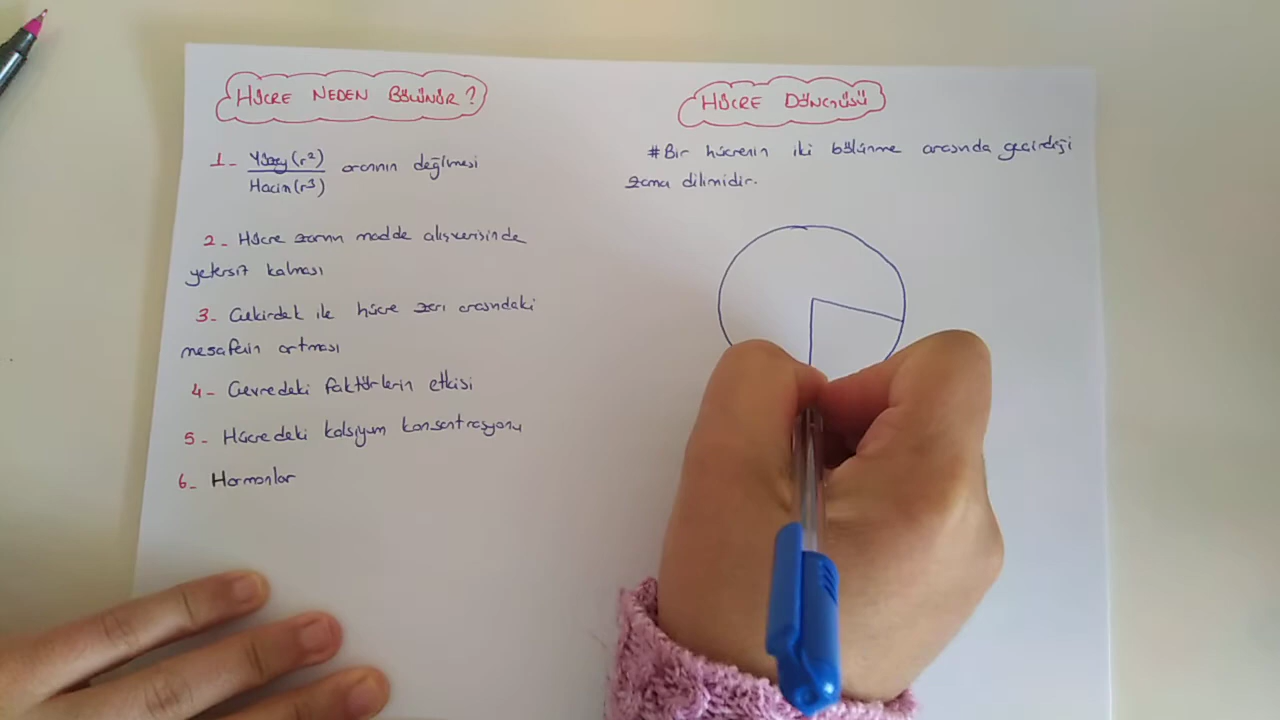 HÜCRE NEDEN BÖLÜNÜR?
1- Yüzey (r²)
Hacim (r³)
oranının değişmesi
2- Hücre zarının madde alışverişinde
yetersiz kalması
3- Çekirdek ile hücre zarı arasındaki
mesafenin artması
4- Çevredeki faktörlerin etkisi
5- Hücredeki kalsiyum konsantrasyonu
6- Hormonlar
HÜCRE DÖNGÜSÜ
#Bir hücrenin iki bölünme arasında geçirdiği
zaman dilimidir.